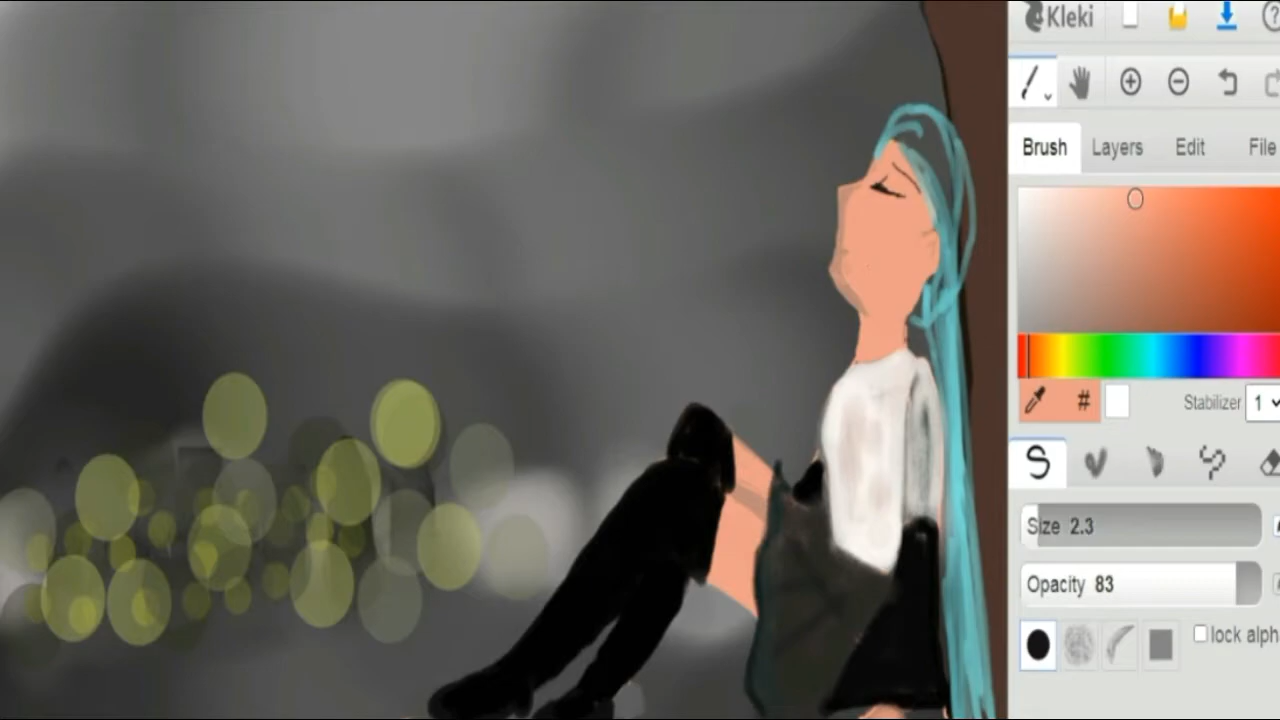 Kleki
Brush Layers Edit File
#
Stabilizer 1
Size 2.3
Opacity 83
lock alph